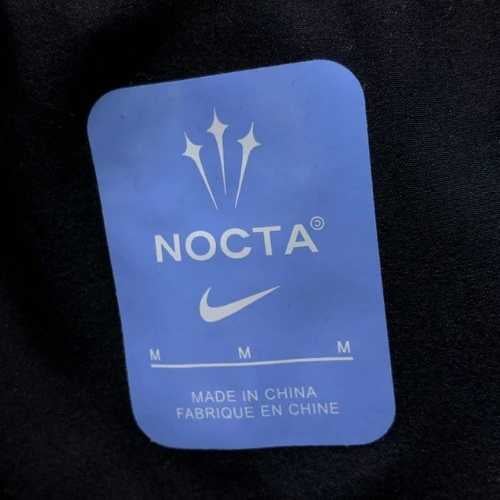 NOCTA©
M M M
MADE IN CHINA
FABRIQUE EN CHINE